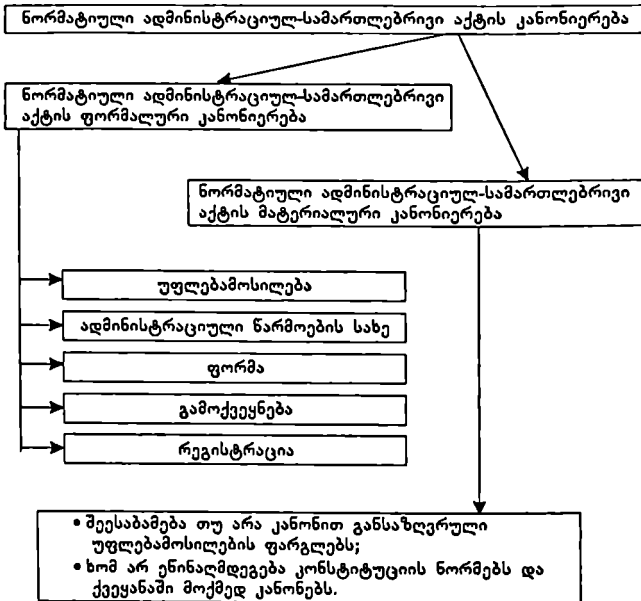 ნორმატიული ადმინისტრაციულ-სამართლებრივი აქტის კანონიერება
ნორმატიული ადმინისტრაციულ-სამართლებრივი
აქტის ფორმალური კანონიერება
ნორმატიული ადმინისტრაციულ-სამართლებრივი
აქტის მატერიალური კანონიერება
უფლებამოსილება
ადმინისტრაციული წარმოების სახე
ფორმა
გამოქვეყნება
რეგისტრაცია
• შეესაბამება თუ არა კანონით განსაზღვრული
უფლებამოსილების ფარგლებს;
• ხომ არ ეწინაღმდეგება კონსტიტუციის ნორმებს და
ქვეყანაში მოქმედ კანონებს.